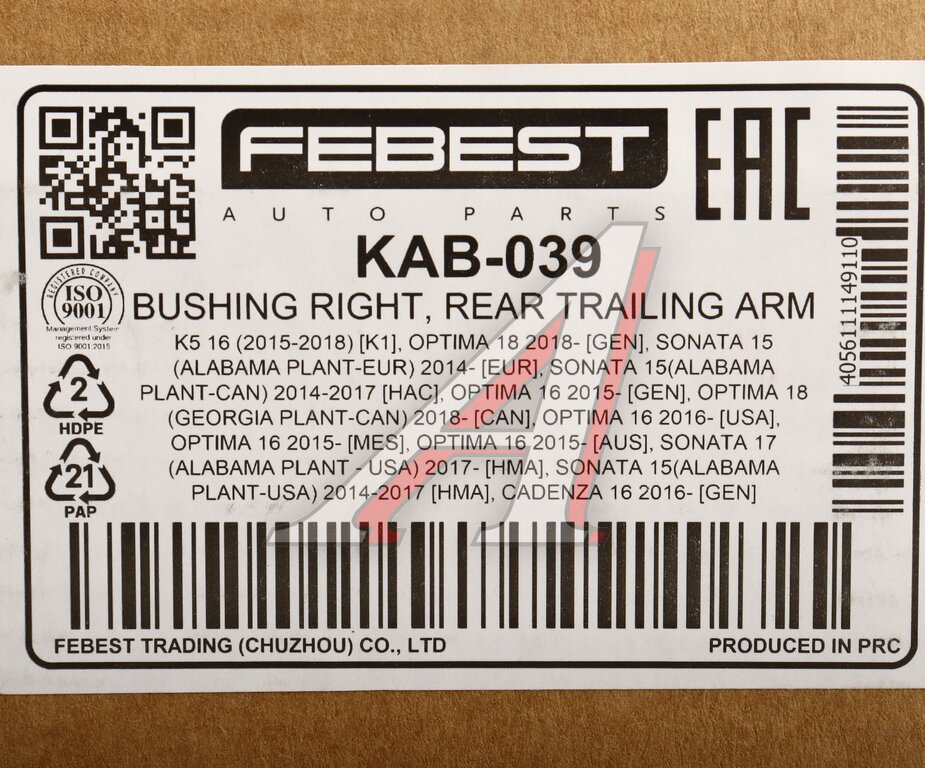 FEBEST
AUTO PARTS
EAC
KAB-039
BUSHING RIGHT, REAR TRAILING ARM
REGISTERED COMPANY
ISO
9001
Management System
registered under
ISO 9001:2015
K5 16 (2015-2018) [K1], OPTIMA 18 2018- [GEN], SONATA 15
(ALABAMA PLANT-EUR) 2014- [EUR], SONATA 15(ALABAMA
PLANT-CAN) 2014-2017 [HAC], OPTIMA 16 2015- [GEN], OPTIMA 18
(GEORGIA PLANT-CAN) 2018- [CAN], OPTIMA 16 2016- [USA],
OPTIMA 16 2015- [MES], OPTIMA 16 2015- [AUS], SONATA 17
(ALABAMA PLANT - USA) 2017- [HMA], SONATA 15(ALABAMA
PLANT-USA) 2014-2017 [HMA], CADENZA 16 2016- [GEN]
2
HDPE
21
PAP
4056111149110
FEBEST TRADING (CHUZHOU) CO., LTD
PRODUCED IN PRC